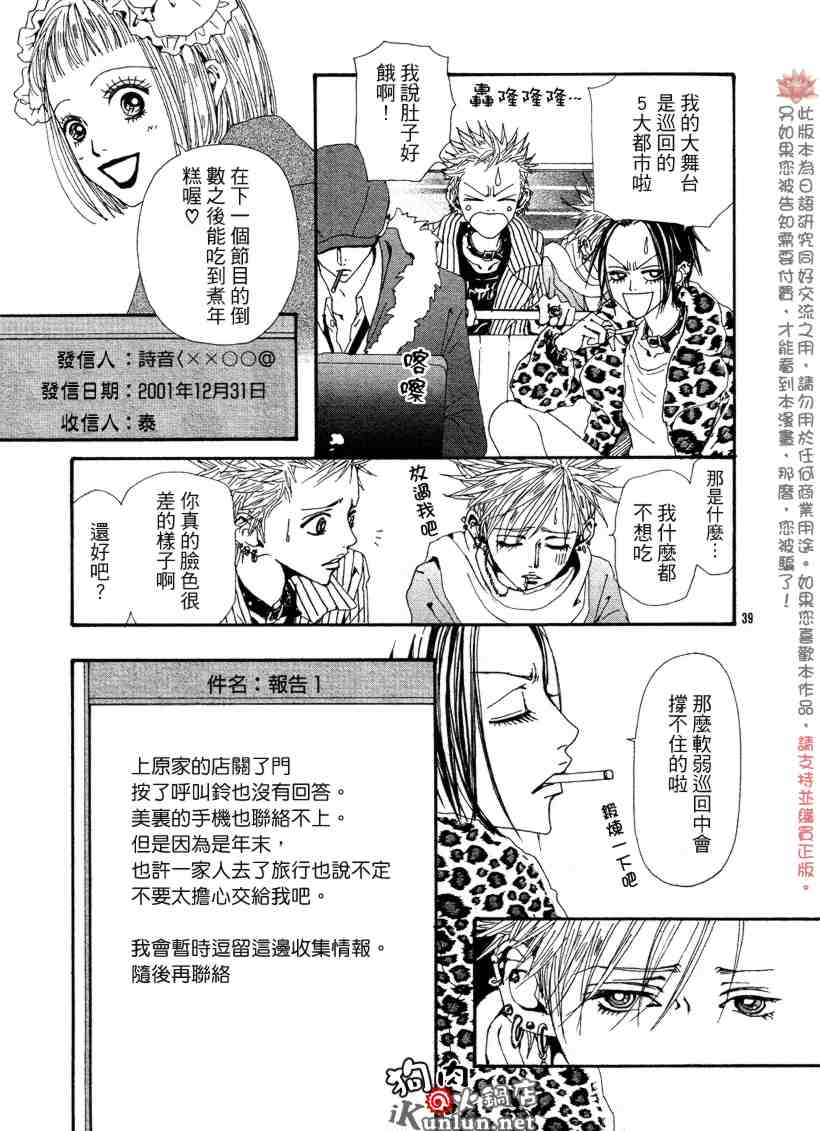 我的大舞台
是巡回的
5大都市啦
轟隆隆隆~
我說肚子好
餓啊！
在下一個節目的倒
數之後能吃到煮年
糕喔♡
喀嚓
發信人：詩音〈××○○@
發信日期：2001年12月31日
收信人：泰
那是什麼…
我什麼都
不想吃
放過我吧
你真的臉色很
差的樣子啊
還好吧？
39
那麼軟弱巡回中會
撐不住的啦
鍛煉一下吧
件名：報告1
上原家的店關了門
按了呼叫鈴也沒有回答。
美裏的手機也聯絡不上。
但是因為是年末，
也許一家人去了旅行也說不定
不要太擔心交給我吧。
我會暫時逗留這邊收集情報。
隨後再聯絡
此版本為日語研究同好交流之用，請勿用於任何商業用途。如果您喜歡本作品，請支持並購買正版。
只如果您被告知需要付費，才能看到本漫畫，那麼，您被騙了！
狗肉@火鍋店
iKunlun.net